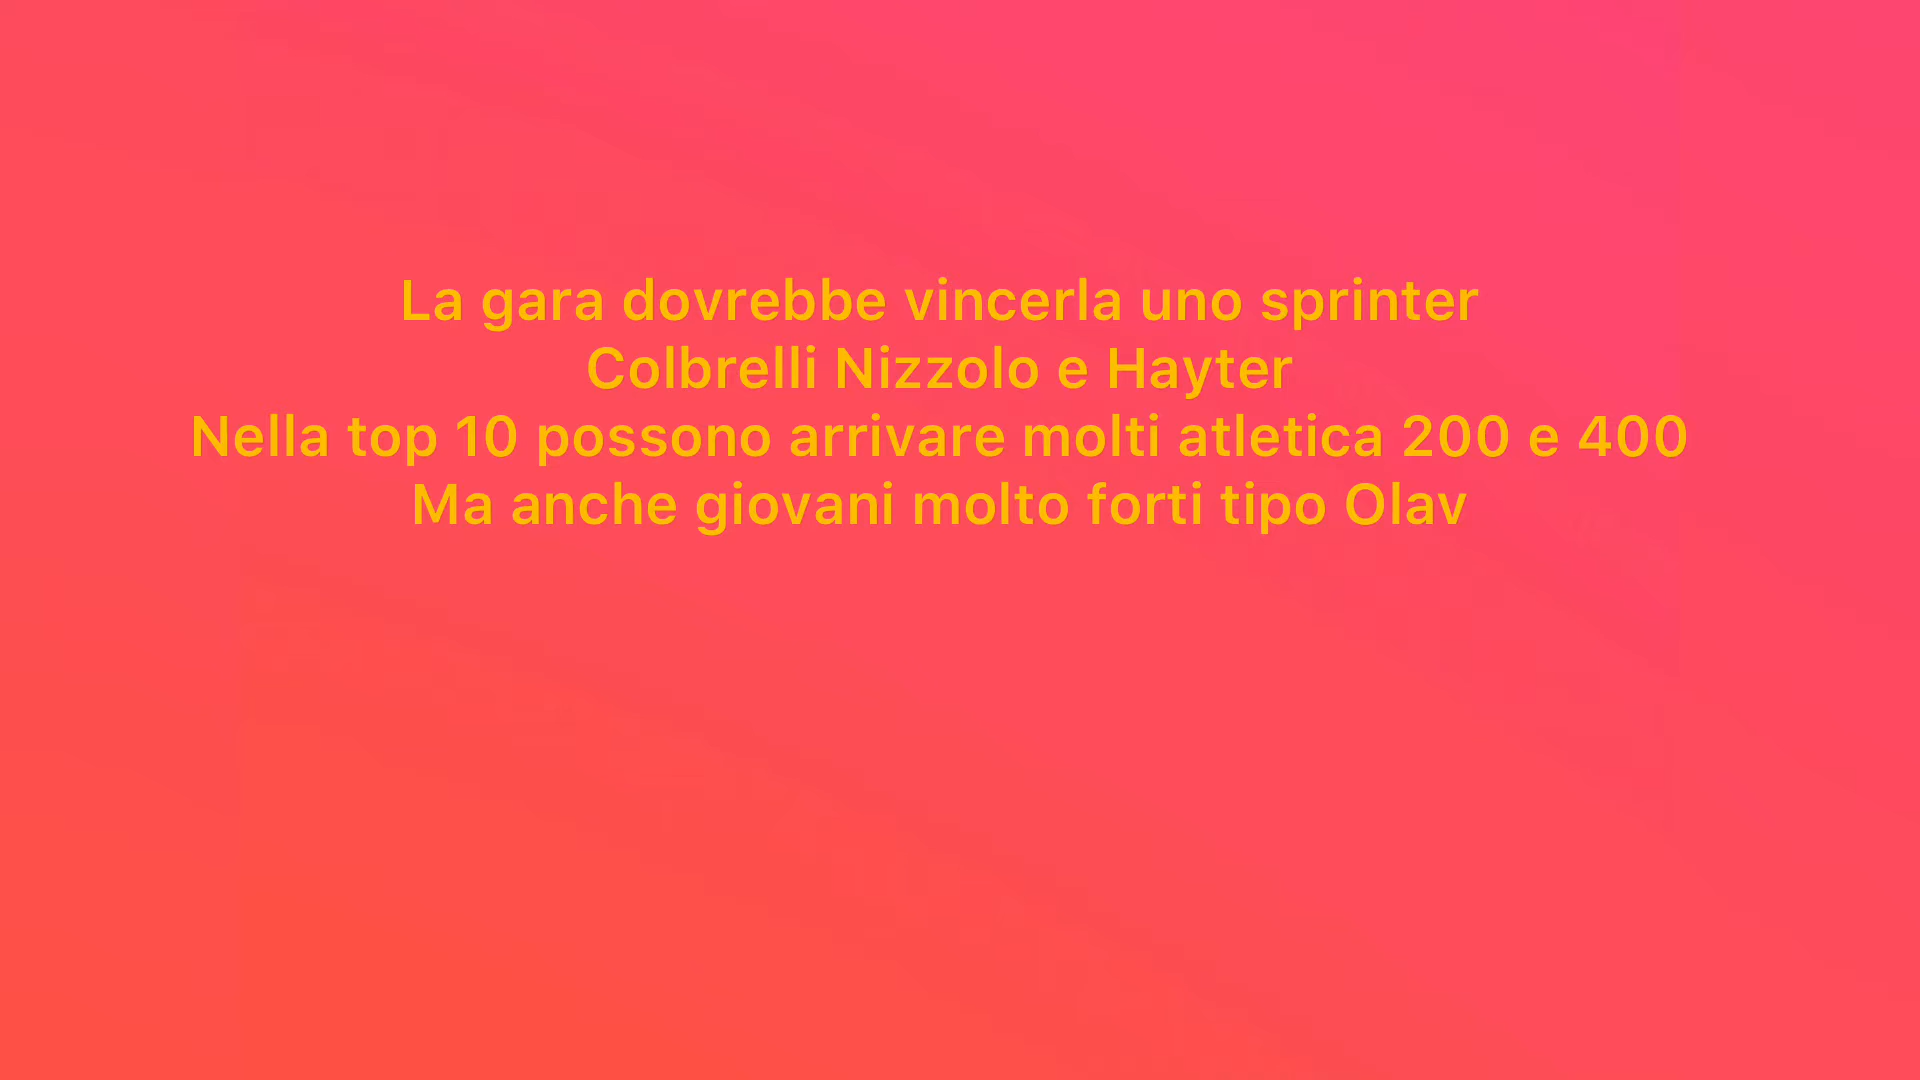 La gara dovrebbe vincerla uno sprinter
Colbrelli Nizzolo e Hayter
Nella top 10 possono arrivare molti atletica 200 e 400
Ma anche giovani molto forti tipo Olav